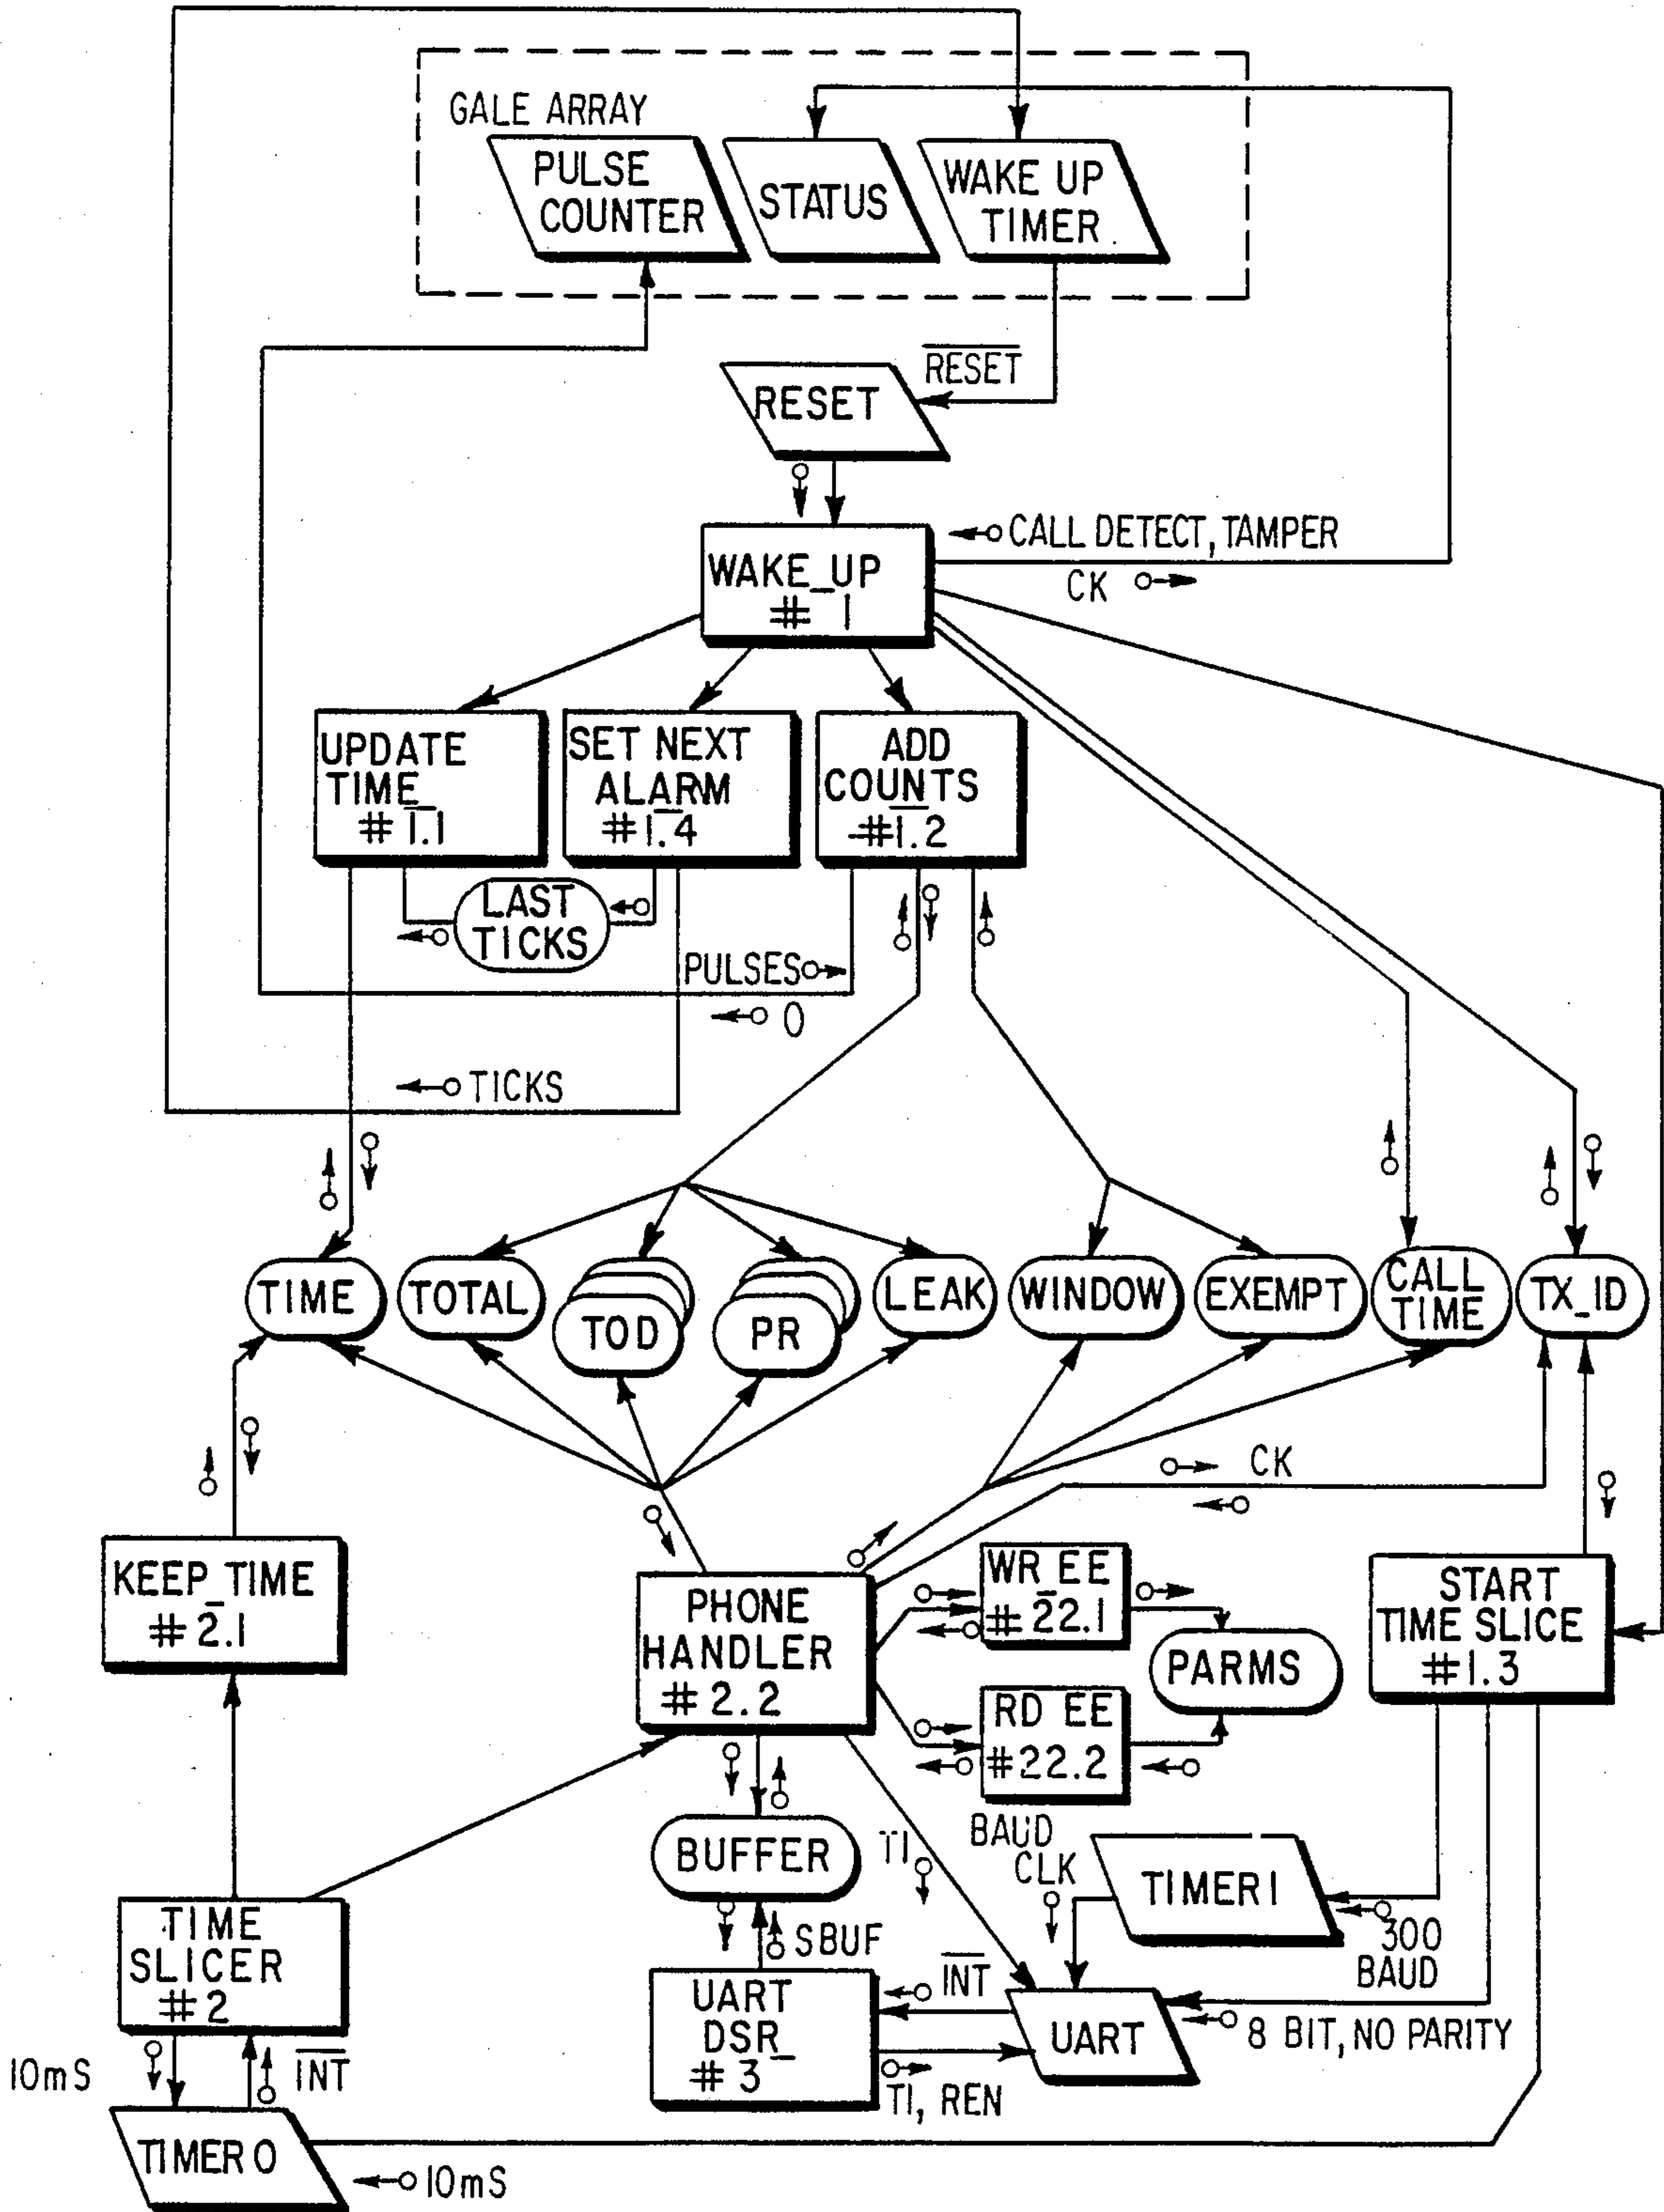 GALE ARRAY
PULSE
COUNTER
STATUS
WAKE UP
TIMER
RESET
RESET
CALL DETECT, TAMPER
CK
WAKE_UP
# 1
UPDATE
TIME
#1.1
SET NEXT
ALARM
#1.4
ADD
COUNTS
#1.2
LAST
TICKS
PULSES
0
TICKS
TIME
TOTAL
TOD
PR
LEAK
WINDOW
EXEMPT
CALL
TIME
TX_ID
CK
KEEP_TIME
# 2.1
PHONE
HANDLER
# 2.2
WR EE
# 22.1
PARMS
RD EE
#22.2
START
TIME SLICE
#1.3
BUFFER
TI
BAUD
CLK
TIMER1
300
BAUD
TIME
SLICER
# 2
SBUF
UART
DSR_
# 3
INT
UART
8 BIT, NO PARITY
TI, REN
10mS
INT
TIMER 0
10mS